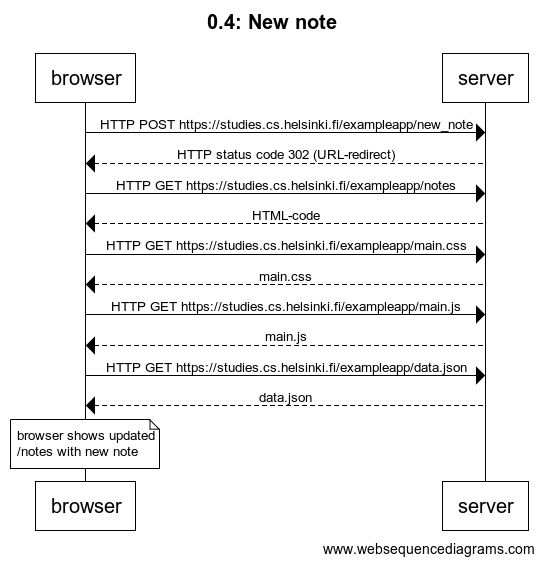 0.4: New note
browser
server
HTTP POST https://studies.cs.helsinki.fi/exampleapp/new_note
HTTP status code 302 (URL-redirect)
HTTP GET https://studies.cs.helsinki.fi/exampleapp/notes
HTML-code
HTTP GET https://studies.cs.helsinki.fi/exampleapp/main.css
main.css
HTTP GET https://studies.cs.helsinki.fi/exampleapp/main.js
main.js
HTTP GET https://studies.cs.helsinki.fi/exampleapp/data.json
data.json
browser shows updated
/notes with new note
browser
server
www.websequencediagrams.com